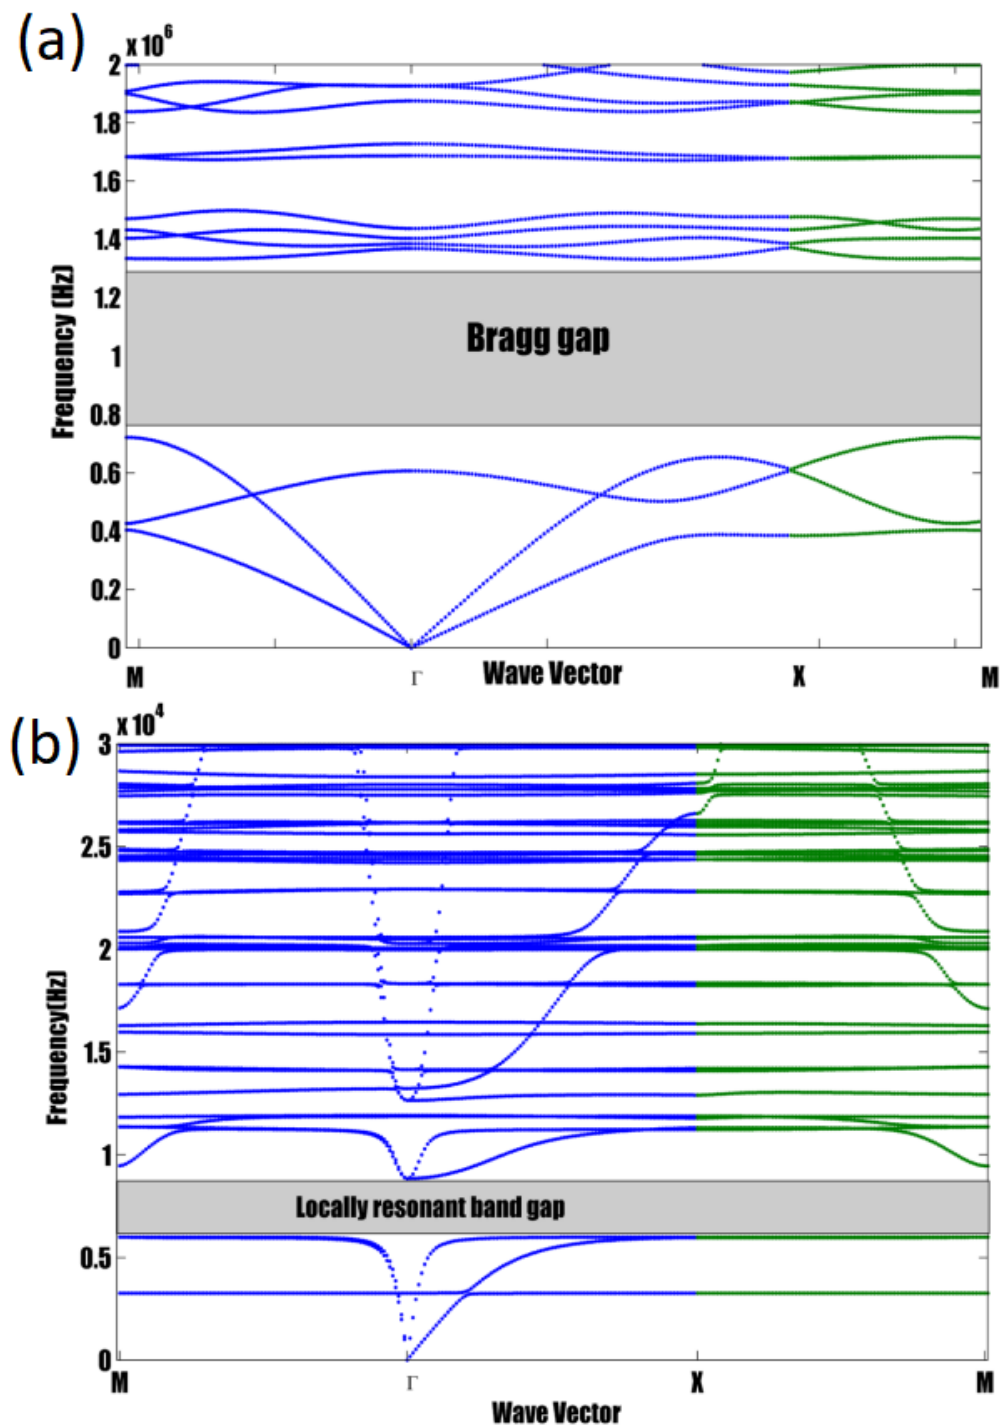 (a)
x 10^6
2
1.8
1.6
1.4
1.2
1
0.8
0.6
0.4
0.2
0
Frequency (Hz)
Bragg gap
M Γ Wave Vector X M
(b)
x 10^4
3
2.5
2
1.5
1
0.5
0
Frequency(Hz)
Locally resonant band gap
M Γ X M
Wave Vector